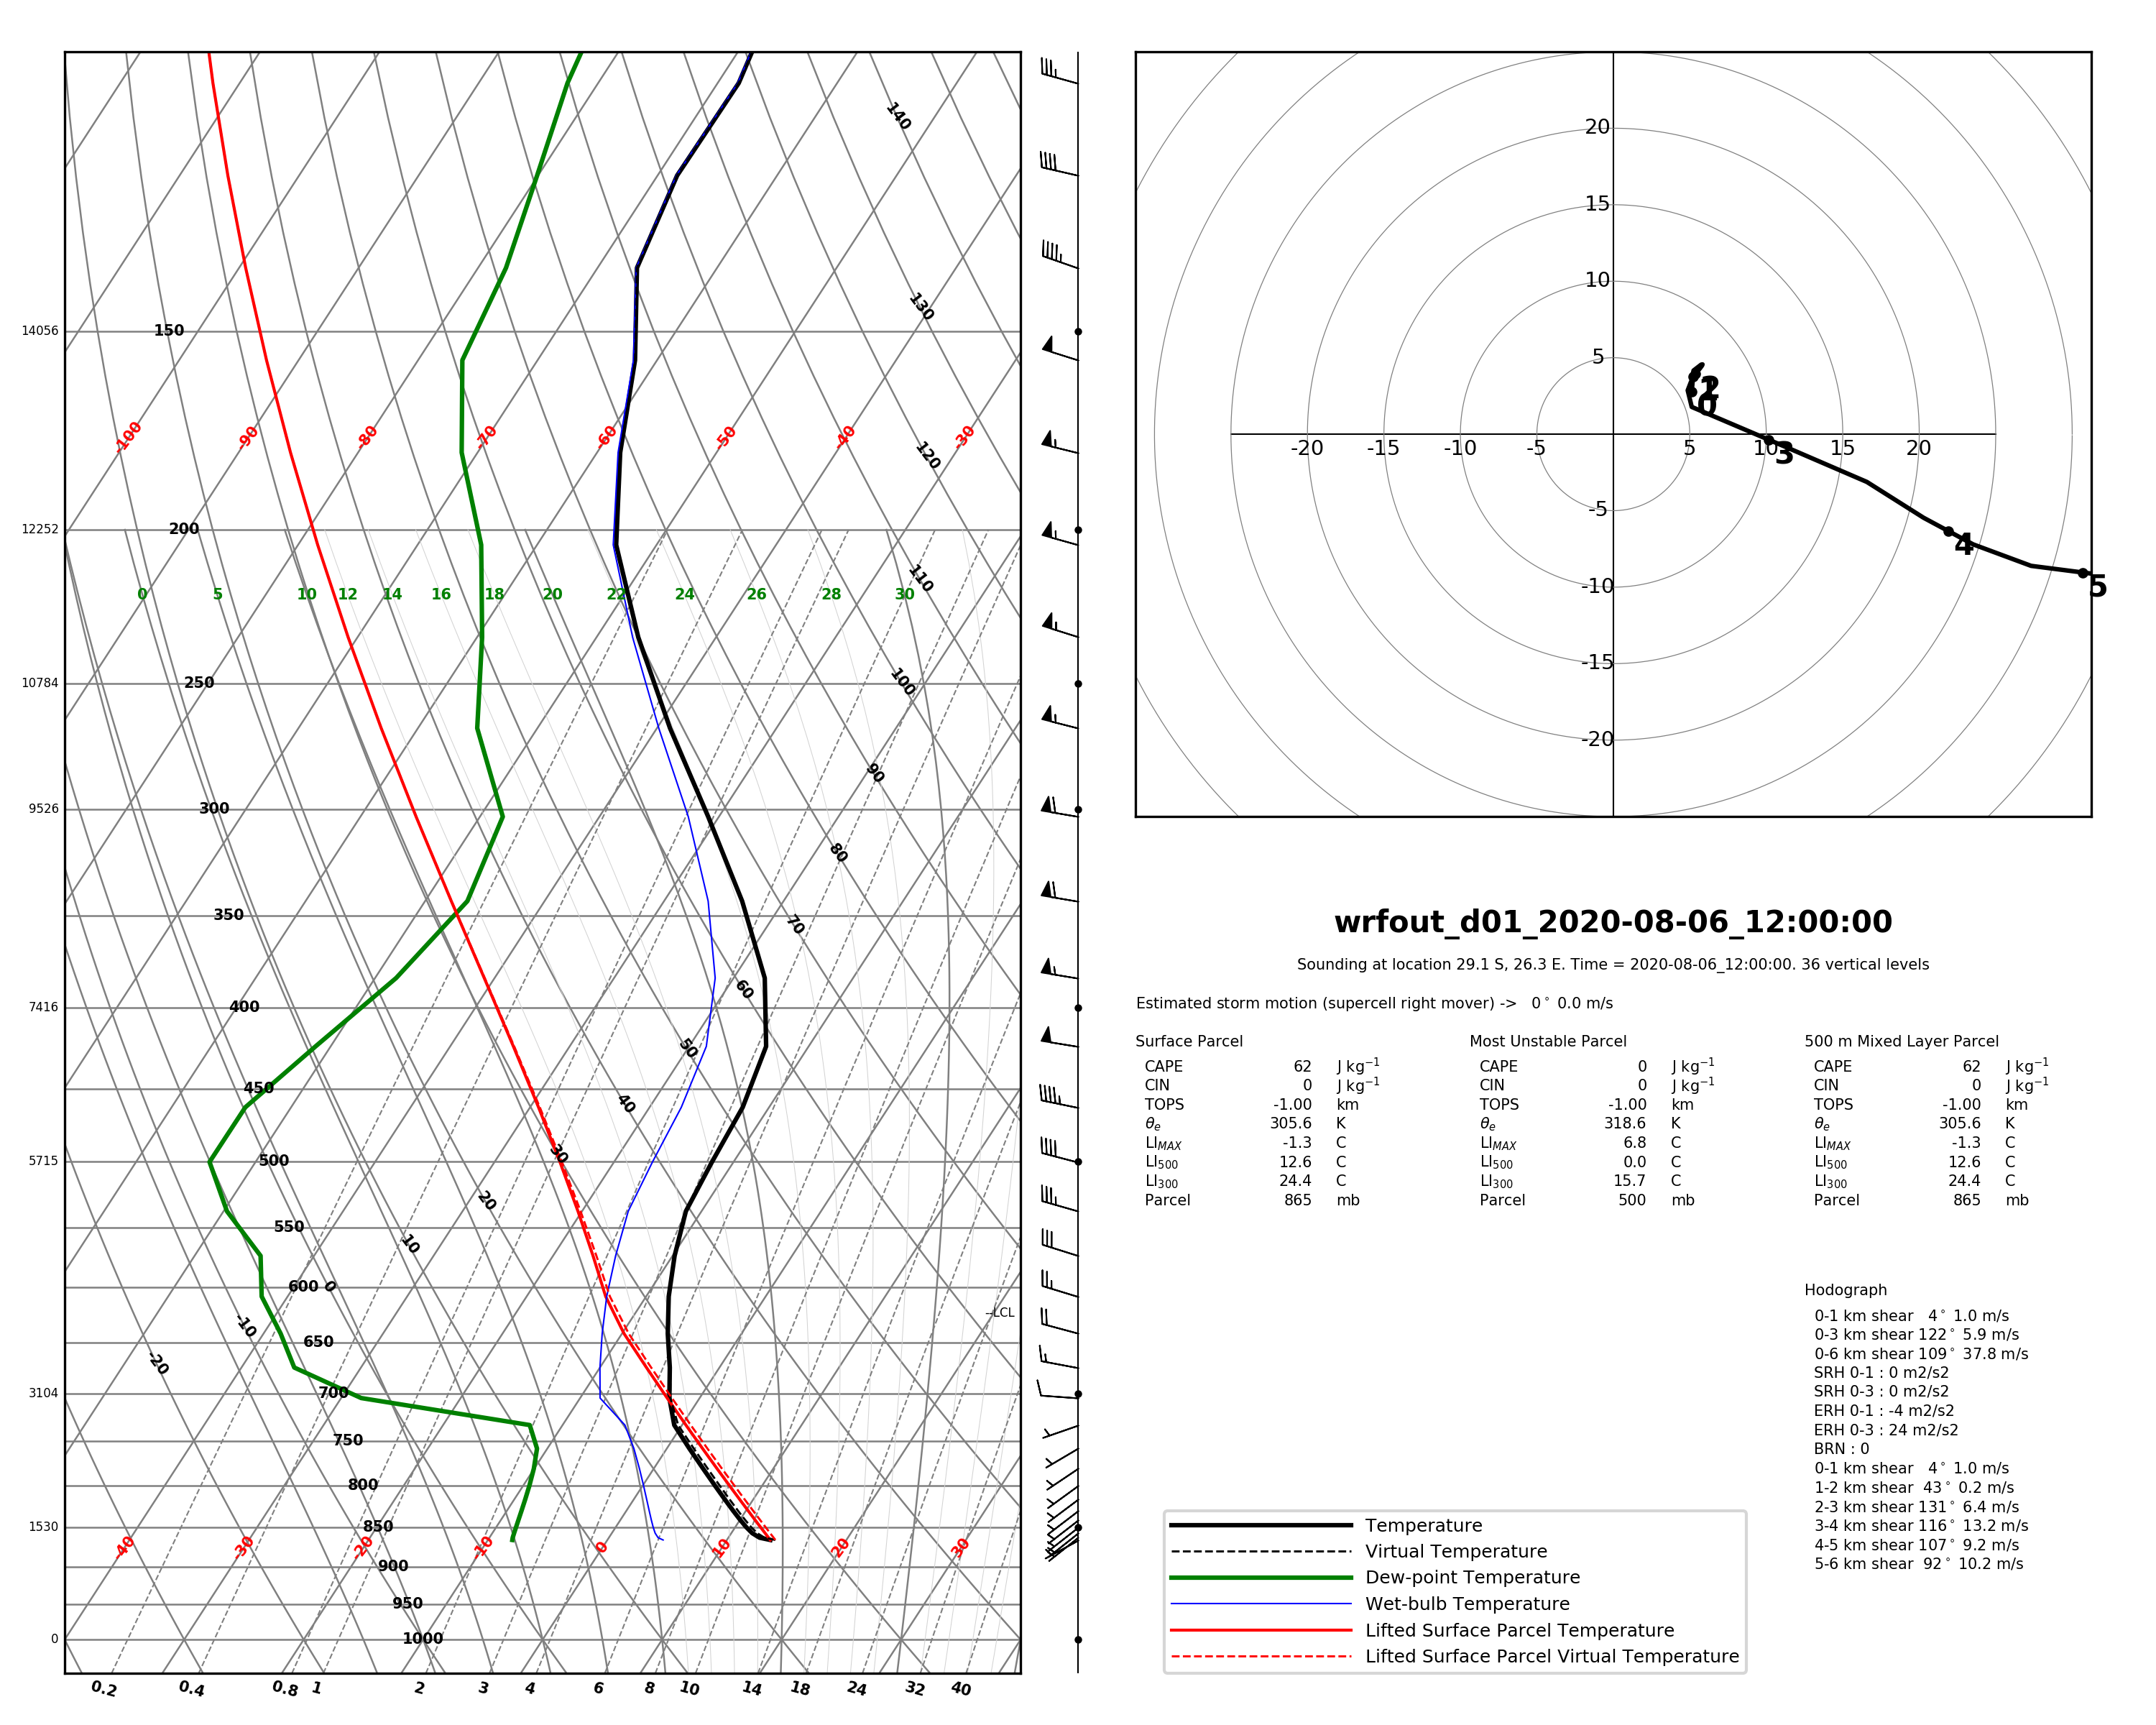 140
130
14056 150
-100 -90 -80 -70 -60 -50 -40 -30
120
12252 200
110
0 5 10 12 14 16 18 20 22 24 26 28 30
10784 250
100
90
9526 300
80
350
70
60
7416 400
50
450
40
5715 500
30
20
550
10
600 0
--LCL
-10
650
-20
3104 700
750
800
1530 850
-40 -30 -20 -10 0 10 20 30
900
950
0 1000
0.2 0.4 0.8 1 2 3 4 6 8 10 14 18 24 32 40
20
15
10
5
-20 -15 -10 -5 5 10 15 20
-5
-10
-15
-20
0
1
2
3
4
5
wrfout_d01_2020-08-06_12:00:00
Sounding at location 29.1 S, 26.3 E. Time = 2020-08-06_12:00:00. 36 vertical levels
Estimated storm motion (supercell right mover) -> 0° 0.0 m/s
Surface Parcel
CAPE 62 J kg⁻¹
CIN 0 J kg⁻¹
TOPS -1.00 km
θₑ 305.6 K
LI_MAX -1.3 C
LI₅₀₀ 12.6 C
LI₃₀₀ 24.4 C
Parcel 865 mb
Most Unstable Parcel
CAPE 0 J kg⁻¹
CIN 0 J kg⁻¹
TOPS -1.00 km
θₑ 318.6 K
LI_MAX 6.8 C
LI₅₀₀ 0.0 C
LI₃₀₀ 15.7 C
Parcel 500 mb
500 m Mixed Layer Parcel
CAPE 62 J kg⁻¹
CIN 0 J kg⁻¹
TOPS -1.00 km
θₑ 305.6 K
LI_MAX -1.3 C
LI₅₀₀ 12.6 C
LI₃₀₀ 24.4 C
Parcel 865 mb
Hodograph
0-1 km shear 4° 1.0 m/s
0-3 km shear 122° 5.9 m/s
0-6 km shear 109° 37.8 m/s
SRH 0-1 : 0 m2/s2
SRH 0-3 : 0 m2/s2
ERH 0-1 : -4 m2/s2
ERH 0-3 : 24 m2/s2
BRN : 0
0-1 km shear 4° 1.0 m/s
1-2 km shear 43° 0.2 m/s
2-3 km shear 131° 6.4 m/s
3-4 km shear 116° 13.2 m/s
4-5 km shear 107° 9.2 m/s
5-6 km shear 92° 10.2 m/s
Temperature
Virtual Temperature
Dew-point Temperature
Wet-bulb Temperature
Lifted Surface Parcel Temperature
Lifted Surface Parcel Virtual Temperature